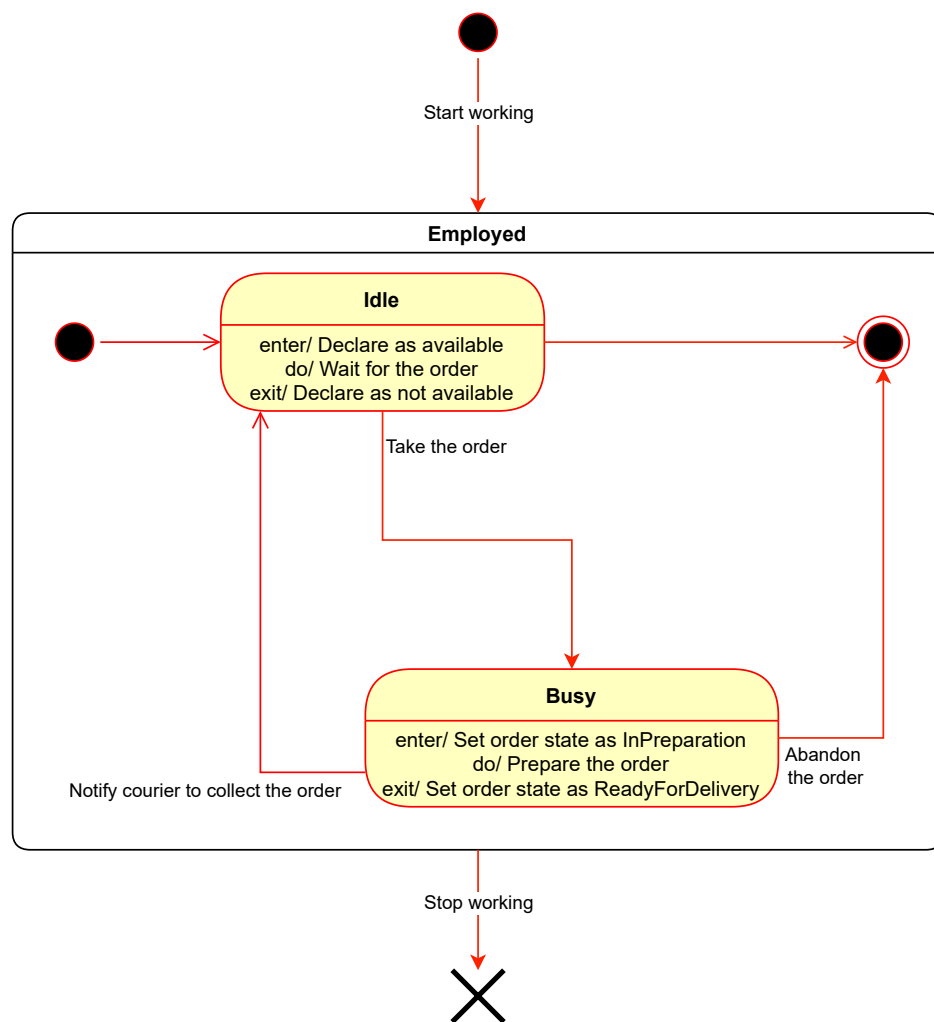 Start working
Employed
Idle
enter/ Declare as available
do/ Wait for the order
exit/ Declare as not available
Take the order
Busy
enter/ Set order state as InPreparation
do/ Prepare the order
exit/ Set order state as ReadyForDelivery
Abandon
the order
Notify courier to collect the order
Stop working